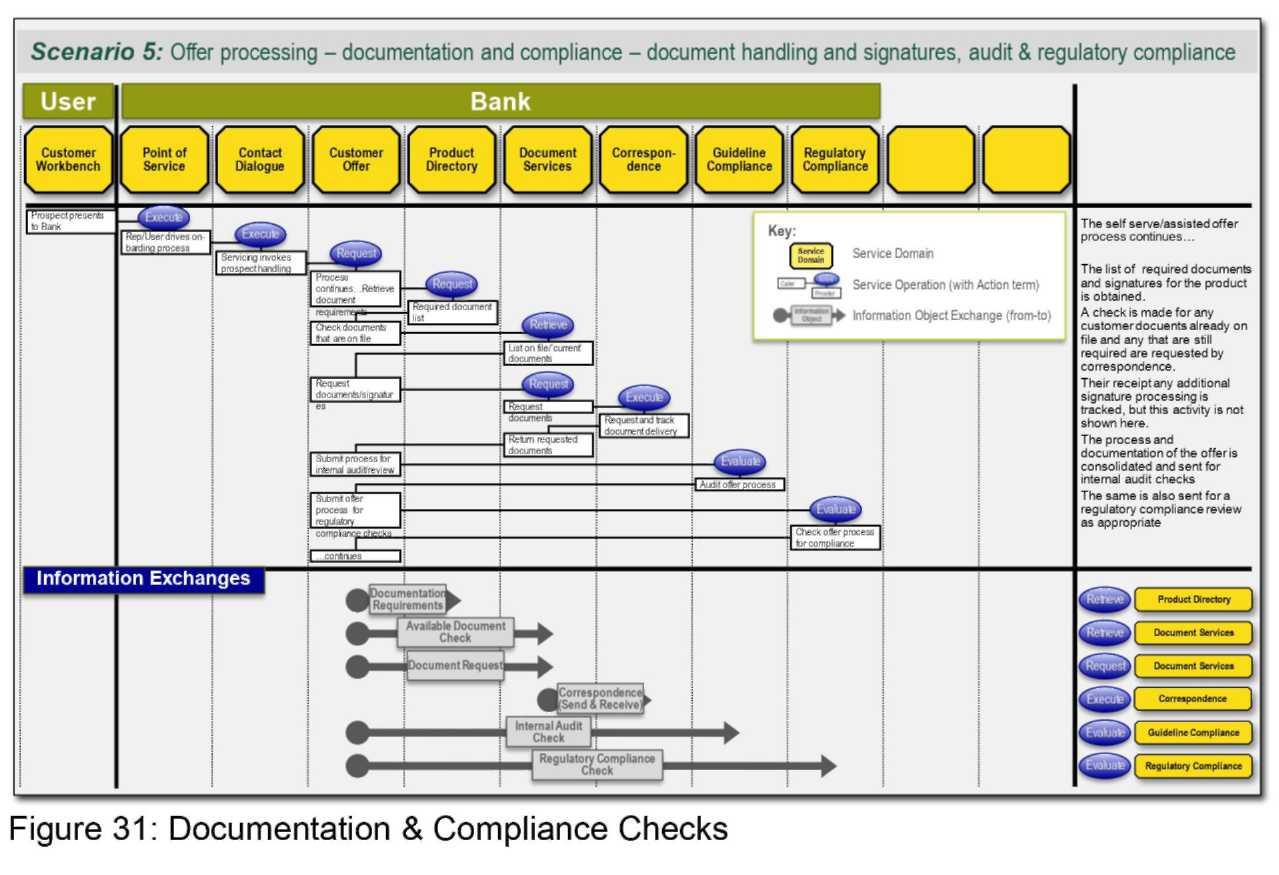 Scenario 5: Offer processing – documentation and compliance – document handling and signatures, audit & regulatory compliance
User
Bank
Customer
Workbench
Point of
Service
Contact
Dialogue
Customer
Offer
Product
Directory
Document
Services
Correspon-
dence
Guideline
Compliance
Regulatory
Compliance
Prospect presents
to Bank
Execute
Rep/User drives on-
barding process
Execute
Servicing invokes
prospect handling
Request
Process
continues…Retrieve
document
requirements
Request
Required document
list
Check documents
that are on file
Retrieve
List on file/'current
documents
Request
documents/signatur
es
Request
Request
documents
Execute
Request and track
document delivery
Return requested
documents
Submit process for
internal audit/review
Evaluate
Audit offer process
Submit offer
process for
regulatory
compliance checks
Evaluate
Check offer process
for compliance
…continues
Key:
Service
Domain
Service Domain
Caller
Provider
Service Operation (with Action term)
Information
Object
Information Object Exchange (from-to)
The self serve/assisted offer
process continues…
The list of required documents
and signatures for the product
is obtained.
A check is made for any
customer docuents already on
file and any that are still
required are requested by
correspondence.
Their receipt any additional
signature processing is
tracked, but this activity is not
shown here.
The process and
documentation of the offer is
consolidated and sent for
internal audit checks
The same is also sent for a
regulatory compliance review
as appropriate
Information Exchanges
Documentation
Requirements
Available Document
Check
Document Request
Correspondence
(Send & Receive)
Internal Audit
Check
Regulatory Compliance
Check
Retrieve Product Directory
Retrieve Document Services
Request Document Services
Execute Correspondence
Evaluate Guideline Compliance
Evaluate Regulatory Compliance
Figure 31: Documentation & Compliance Checks